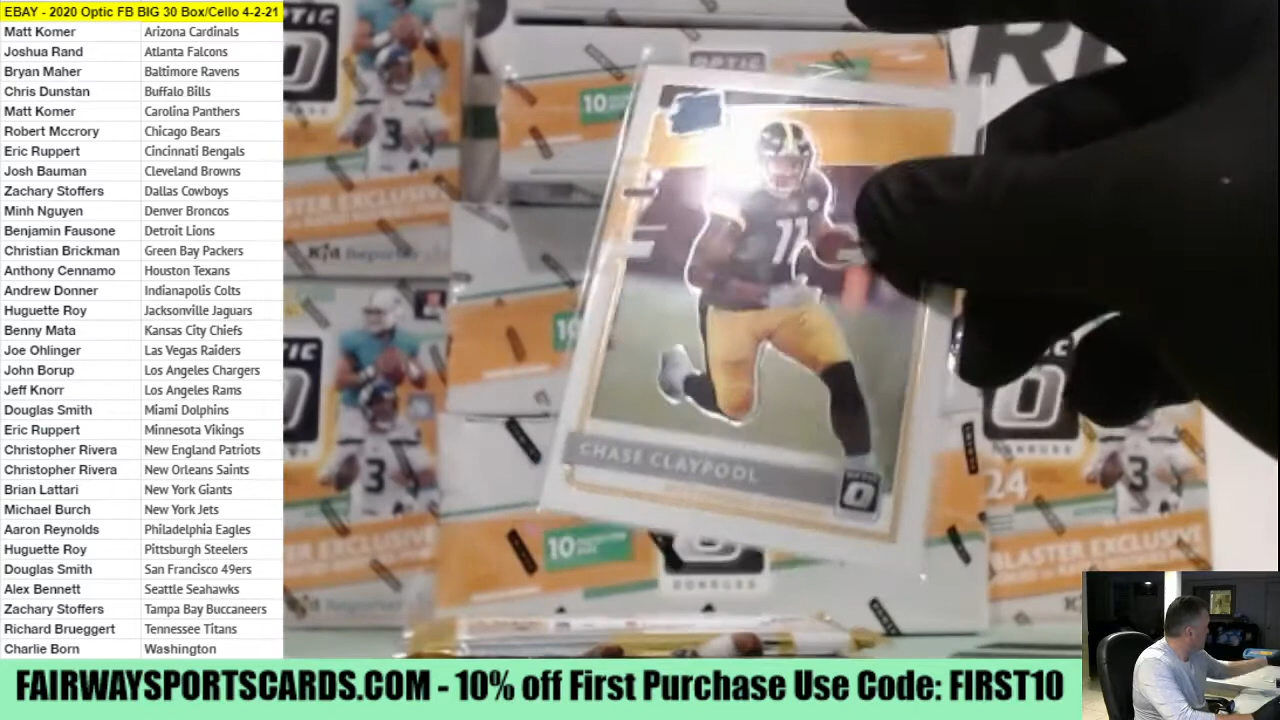 EBAY - 2020 Optic FB BIG 30 Box/Cello 4-2-21
Matt Komer Arizona Cardinals
Joshua Rand Atlanta Falcons
Bryan Maher Baltimore Ravens
Chris Dunstan Buffalo Bills
Matt Komer Carolina Panthers
Robert Mccrory Chicago Bears
Eric Ruppert Cincinnati Bengals
Josh Bauman Cleveland Browns
Zachary Stoffers Dallas Cowboys
Minh Nguyen Denver Broncos
Benjamin Fausone Detroit Lions
Christian Brickman Green Bay Packers
Anthony Cennamo Houston Texans
Andrew Donner Indianapolis Colts
Huguette Roy Jacksonville Jaguars
Benny Mata Kansas City Chiefs
Joe Ohlinger Las Vegas Raiders
John Borup Los Angeles Chargers
Jeff Knorr Los Angeles Rams
Douglas Smith Miami Dolphins
Eric Ruppert Minnesota Vikings
Christopher Rivera New England Patriots
Christopher Rivera New Orleans Saints
Brian Lattari New York Giants
Michael Burch New York Jets
Aaron Reynolds Philadelphia Eagles
Huguette Roy Pittsburgh Steelers
Douglas Smith San Francisco 49ers
Alex Bennett Seattle Seahawks
Zachary Stoffers Tampa Bay Buccaneers
Richard Brueggert Tennessee Titans
Charlie Born Washington
OPTIC
10
11
CHASE CLAYPOOL
3
10
DONRUSS
24
BLASTER EXCLUSIVE
3
FAIRWAYSPORTSCARDS.COM - 10% off First Purchase Use Code: FIRST10